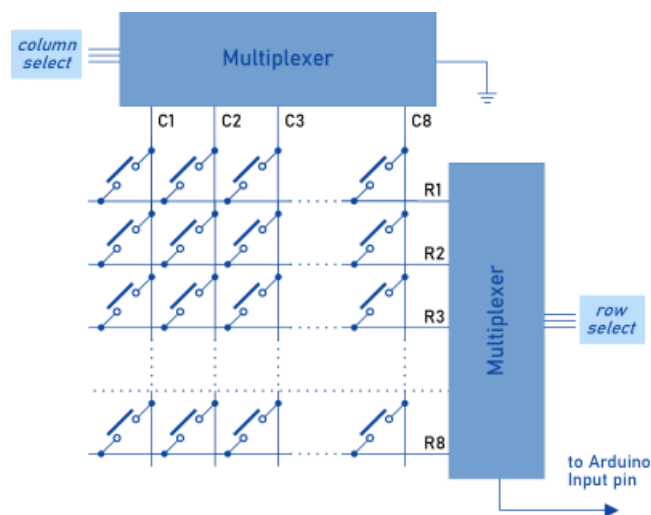 column
select
Multiplexer
C1
C2
C3
C8
R1
R2
R3
R8
Multiplexer
row
select
to Arduino
Input pin